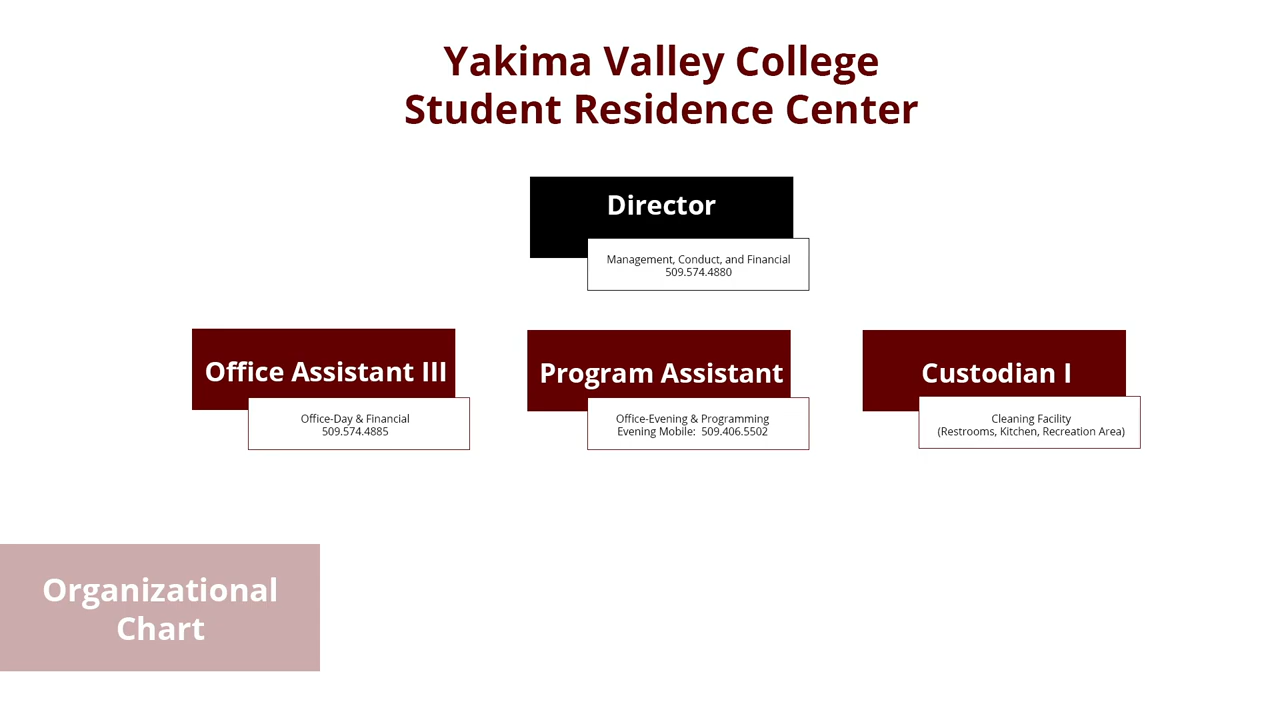 Yakima Valley College
Student Residence Center
Director
Management, Conduct, and Financial
509.574.4880
Office Assistant III
Office-Day & Financial
509.574.4885
Program Assistant
Office-Evening & Programming
Evening Mobile:  509.406.5502
Custodian I
Cleaning Facility
(Restrooms, Kitchen, Recreation Area)
Organizational
Chart